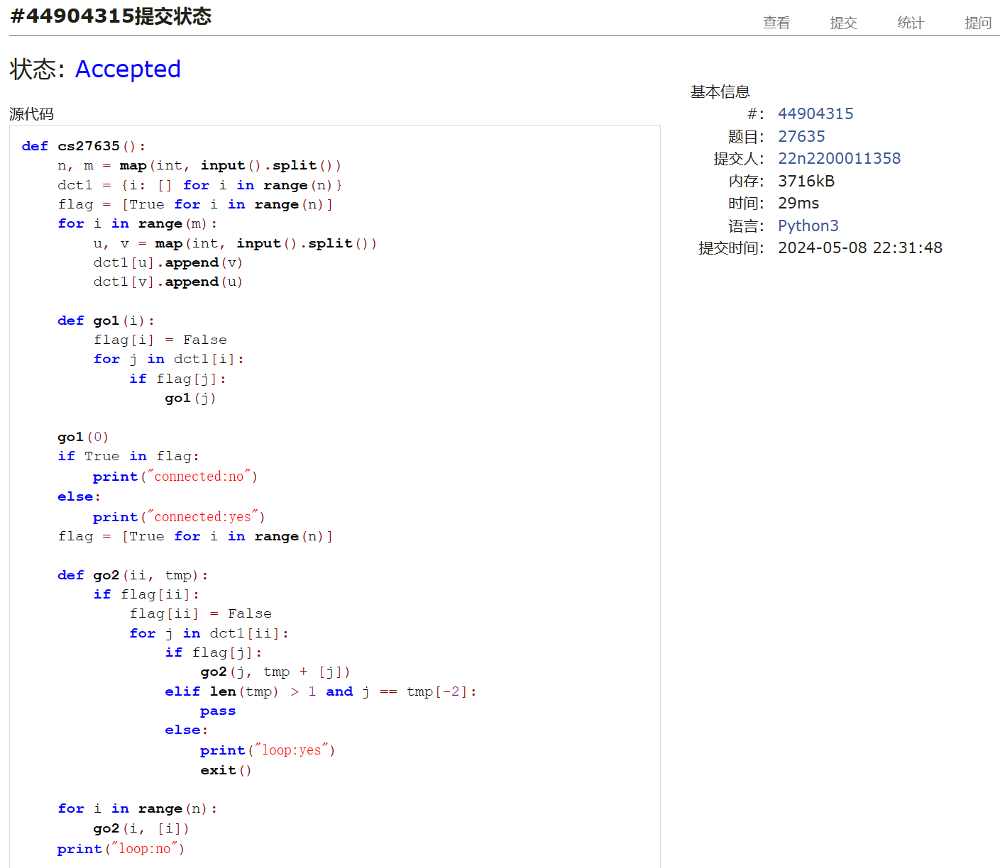 #44904315提交状态
查看 提交 统计 提问
状态: Accepted
源代码
def cs27635():
    n, m = map(int, input().split())
    dct1 = {i: [] for i in range(n)}
    flag = [True for i in range(n)]
    for i in range(m):
        u, v = map(int, input().split())
        dct1[u].append(v)
        dct1[v].append(u)

    def go1(i):
        flag[i] = False
        for j in dct1[i]:
            if flag[j]:
                go1(j)

    go1(0)
    if True in flag:
        print("connected:no")
    else:
        print("connected:yes")
    flag = [True for i in range(n)]

    def go2(ii, tmp):
        if flag[ii]:
            flag[ii] = False
            for j in dct1[ii]:
                if flag[j]:
                    go2(j, tmp + [j])
                elif len(tmp) > 1 and j == tmp[-2]:
                    pass
                else:
                    print("loop:yes")
                    exit()

    for i in range(n):
        go2(i, [i])
    print("loop:no")
基本信息
#: 44904315
题目: 27635
提交人: 22n2200011358
内存: 3716kB
时间: 29ms
语言: Python3
提交时间: 2024-05-08 22:31:48